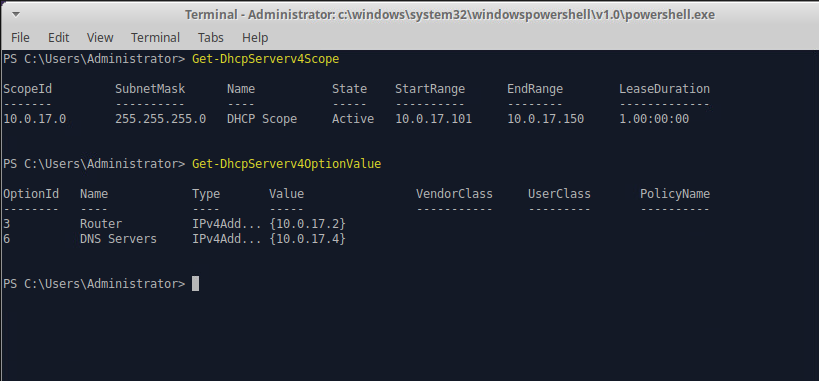 Terminal - Administrator: c:\windows\system32\windowspowershell\v1.0\powershell.exe
File Edit View Terminal Tabs Help
PS C:\Users\Administrator> Get-DhcpServerv4Scope
ScopeId SubnetMask Name State StartRange EndRange LeaseDuration
------- ---------- ---- ----- ---------- -------- -------------
10.0.17.0 255.255.255.0 DHCP Scope Active 10.0.17.101 10.0.17.150 1.00:00:00
PS C:\Users\Administrator> Get-DhcpServerv4OptionValue
OptionId Name Type Value VendorClass UserClass PolicyName
-------- ---- ---- ----- ----------- --------- ----------
3 Router IPv4Add... {10.0.17.2}
6 DNS Servers IPv4Add... {10.0.17.4}
PS C:\Users\Administrator>